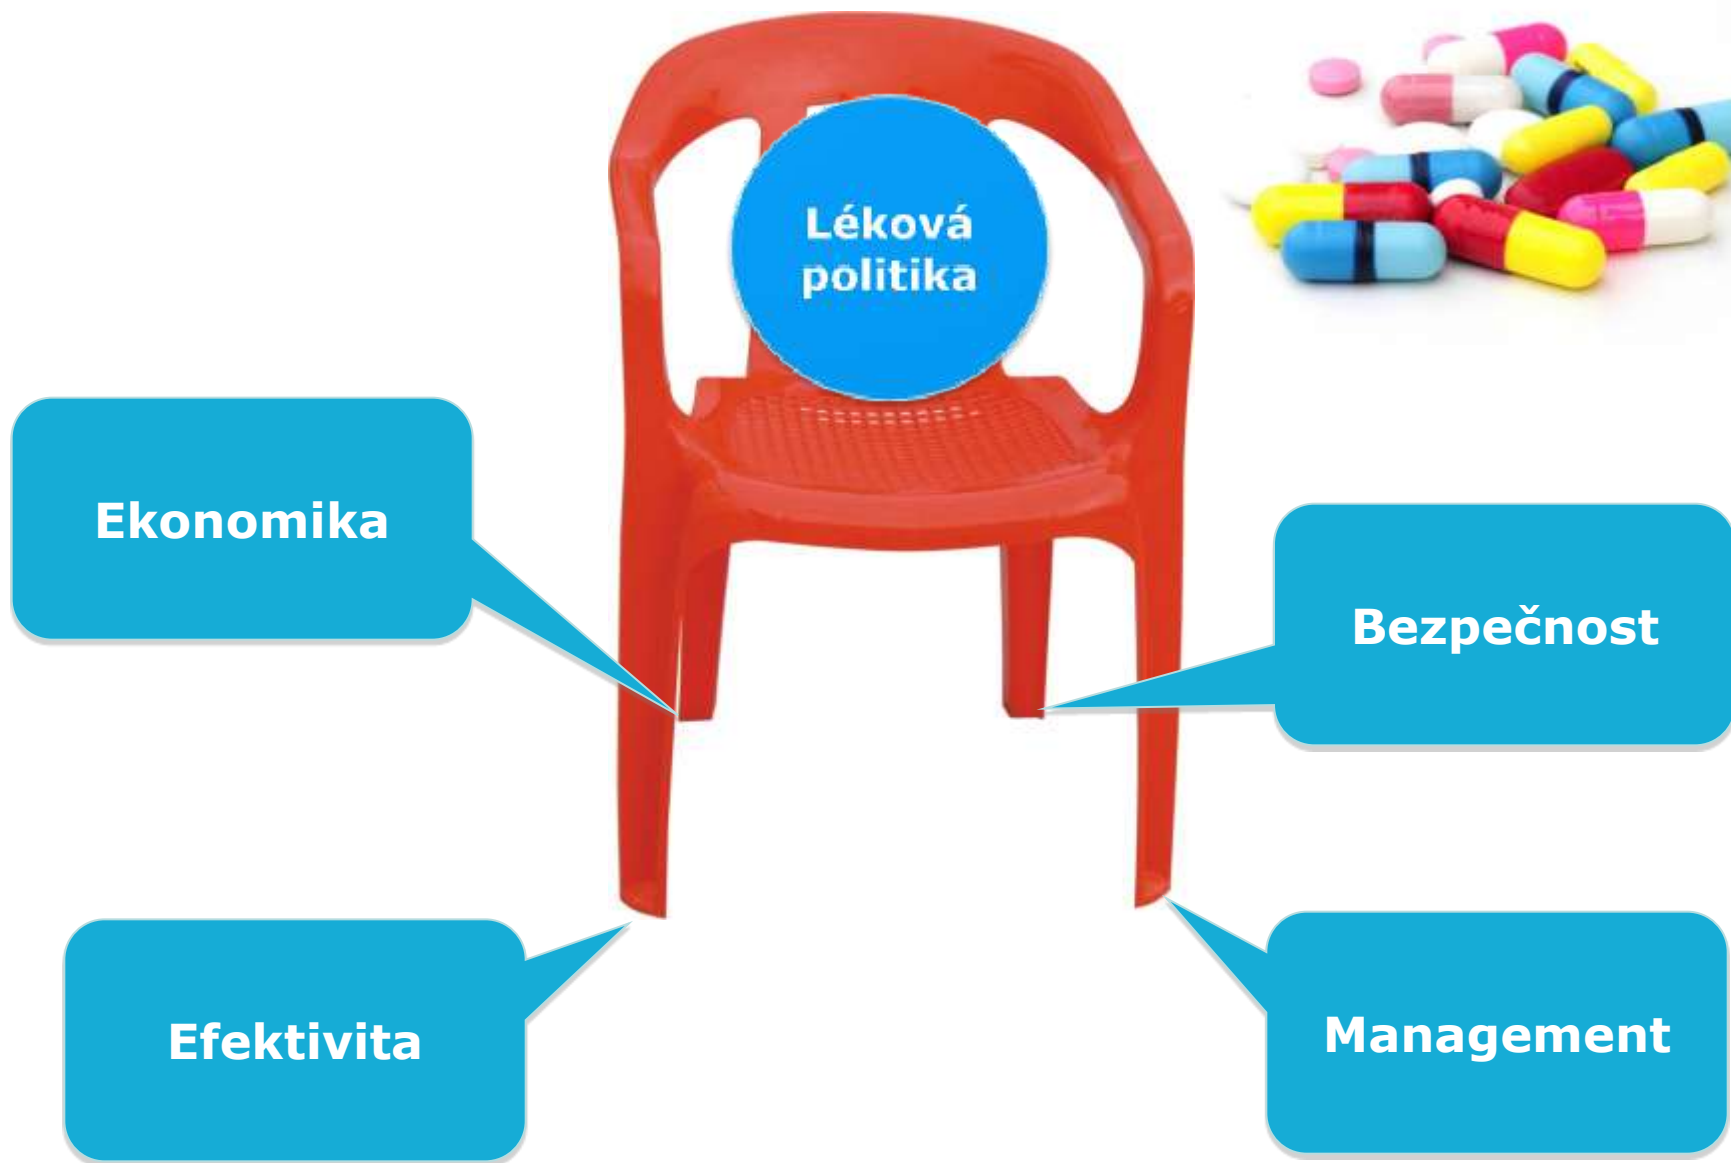 Léková
politika
Ekonomika
Bezpečnost
Efektivita
Management